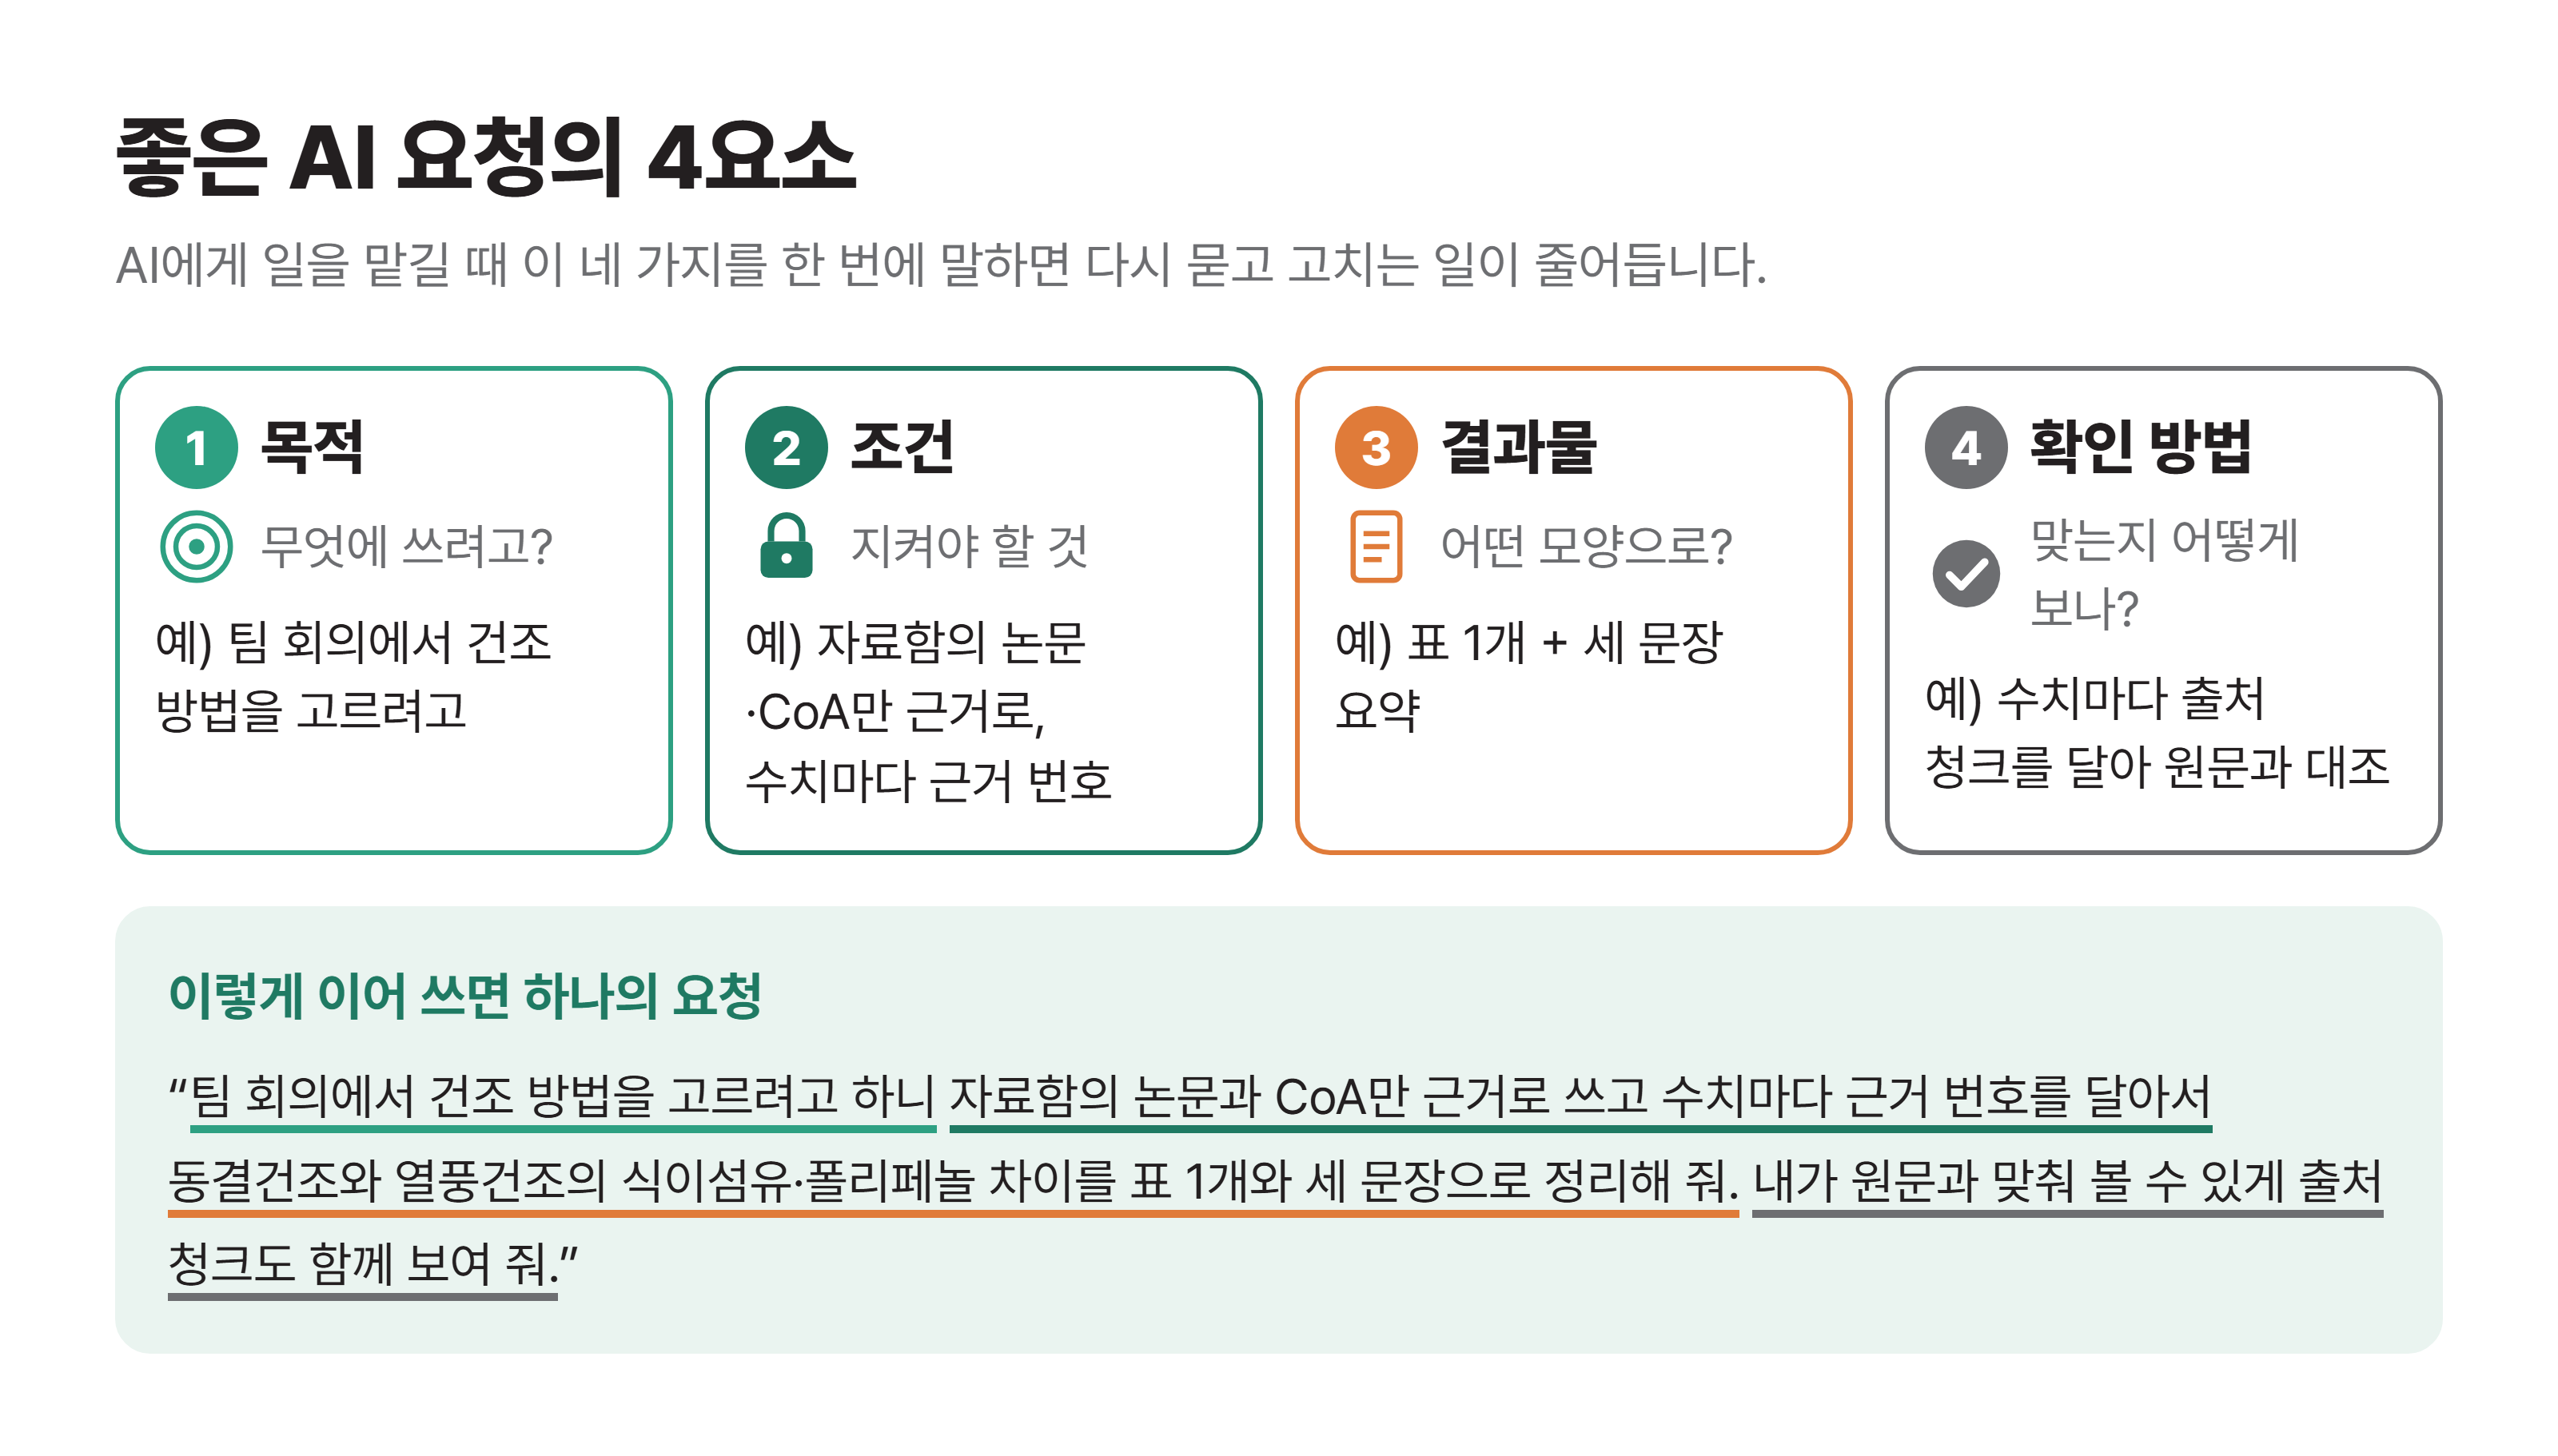 좋은 AI 요청의 4요소
AI에게 일을 맡길 때 이 네 가지를 한 번에 말하면 다시 묻고 고치는 일이 줄어듭니다.
1 목적
무엇에 쓰려고?
예) 팀 회의에서 건조
방법을 고르려고
2 조건
지켜야 할 것
예) 자료함의 논문
·CoA만 근거로,
수치마다 근거 번호
3 결과물
어떤 모양으로?
예) 표 1개 + 세 문장
요약
4 확인 방법
맞는지 어떻게
보나?
예) 수치마다 출처
청크를 달아 원문과 대조
이렇게 이어 쓰면 하나의 요청
“팀 회의에서 건조 방법을 고르려고 하니 자료함의 논문과 CoA만 근거로 쓰고 수치마다 근거 번호를 달아서
동결건조와 열풍건조의 식이섬유·폴리페놀 차이를 표 1개와 세 문장으로 정리해 줘. 내가 원문과 맞춰 볼 수 있게 출처
청크도 함께 보여 줘.”